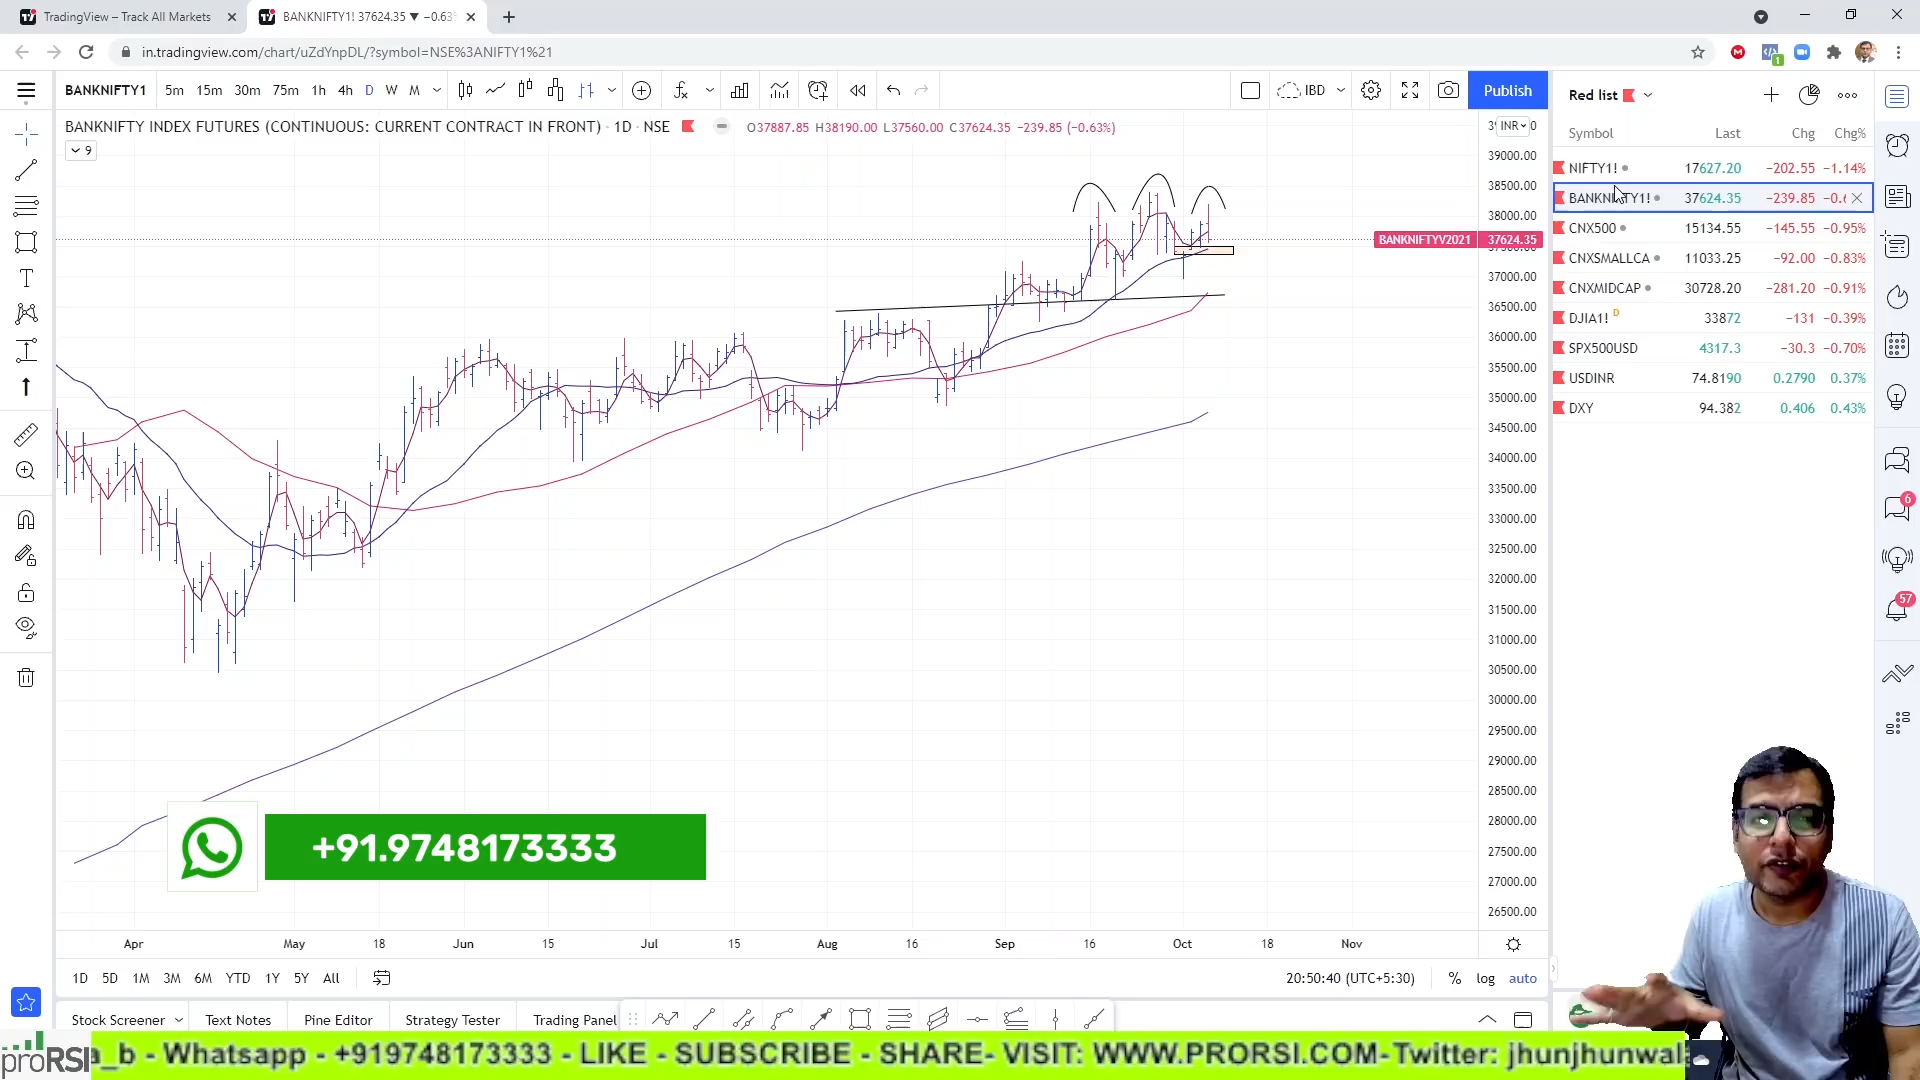 TradingView – Track All Markets
BANKNIFTY1! 37624.35 ▼ −0.63%
in.tradingview.com/chart/uZdYnpDL/?symbol=NSE%3ANIFTY1%21
BANKNIFTY1 5m 15m 30m 75m 1h 4h D W M IBD Publish
BANKNIFTY INDEX FUTURES (CONTINUOUS: CURRENT CONTRACT IN FRONT) · 1D · NSE O37887.85 H38190.00 L37560.00 C37624.35 −239.85 (−0.63%)
9
INR
39000.00
38500.00
38000.00
BANKNIFTYV2021 37624.35
37000.00
36500.00
36000.00
35500.00
35000.00
34500.00
34000.00
33500.00
33000.00
32500.00
32000.00
31500.00
31000.00
30500.00
30000.00
29500.00
29000.00
28500.00
28000.00
27500.00
27000.00
26500.00
Apr May 18 Jun 15 Jul 15 Aug 16 Sep 16 Oct 18 Nov
1D 5D 1M 3M 6M YTD 1Y 5Y All
20:50:40 (UTC+5:30) % log auto
Stock Screener Text Notes Pine Editor Strategy Tester Trading Panel
Red list
Symbol Last Chg Chg%
NIFTY1! 17627.20 −202.55 −1.14%
BANKNIFTY1! 37624.35 −239.85
CNX500 15134.55 −145.55 −0.95%
CNXSMALLCA 11033.25 −92.00 −0.83%
CNXMIDCAP 30728.20 −281.20 −0.91%
DJIA1! D 33872 −131 −0.39%
SPX500USD 4317.3 −30.3 −0.70%
USDINR 74.8190 0.2790 0.37%
DXY 94.382 0.406 0.43%
6
57
+91.9748173333
proRSI
a_b - Whatsapp - +919748173333 - LIKE - SUBSCRIBE - SHARE- VISIT: WWW.PRORSI.COM-Twitter: jhunjhunwal